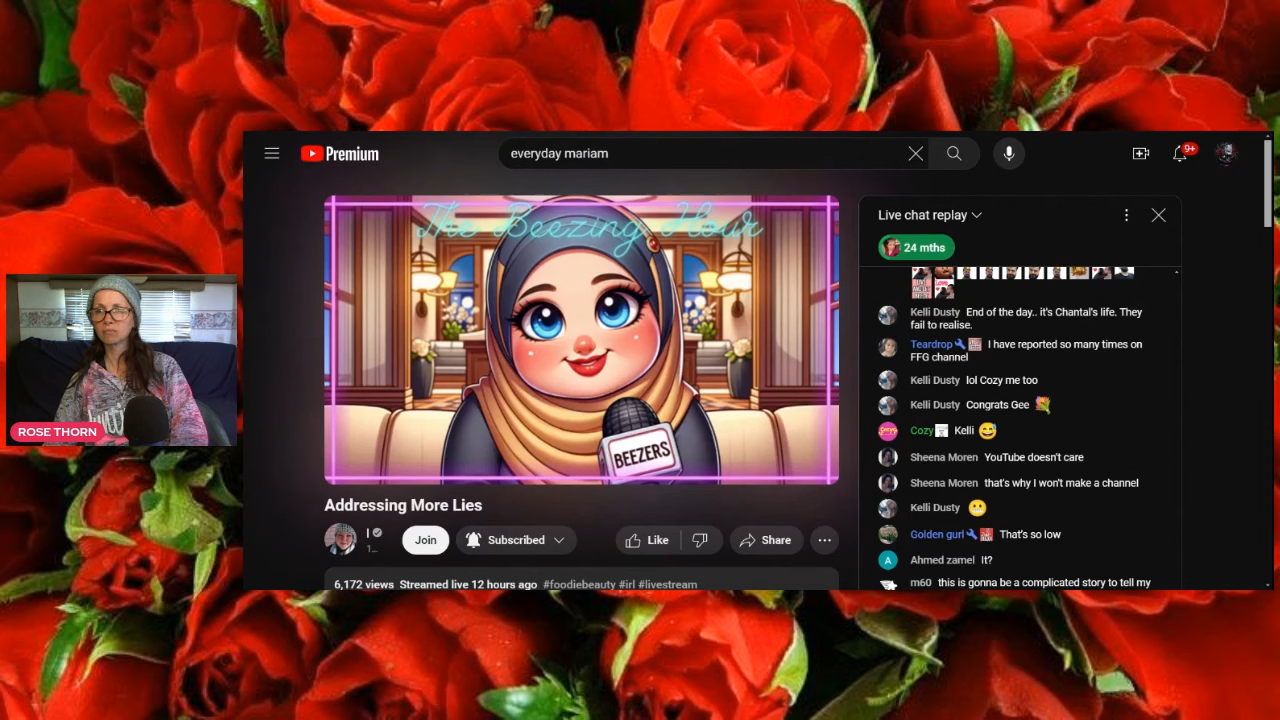 Premium
everyday mariam
9+
The Beezing Hour
BEEZERS
Addressing More Lies
I
1...
Join
Subscribed
Like
Share
6,172 views Streamed live 12 hours ago #foodiebeauty #irl #livestream
Live chat replay
24 mths
Kelli Dusty End of the day.. it's Chantal's life. They
fail to realise.
Teardrop I have reported so many times on
FFG channel
Kelli Dusty lol Cozy me too
Kelli Dusty Congrats Gee
Cozy Kelli
Sheena Moren YouTube doesn't care
Sheena Moren that's why I won't make a channel
Kelli Dusty
Golden gurl That's so low
A Ahmed zamel It?
m60 this is gonna be a complicated story to tell my
ROSE THORN